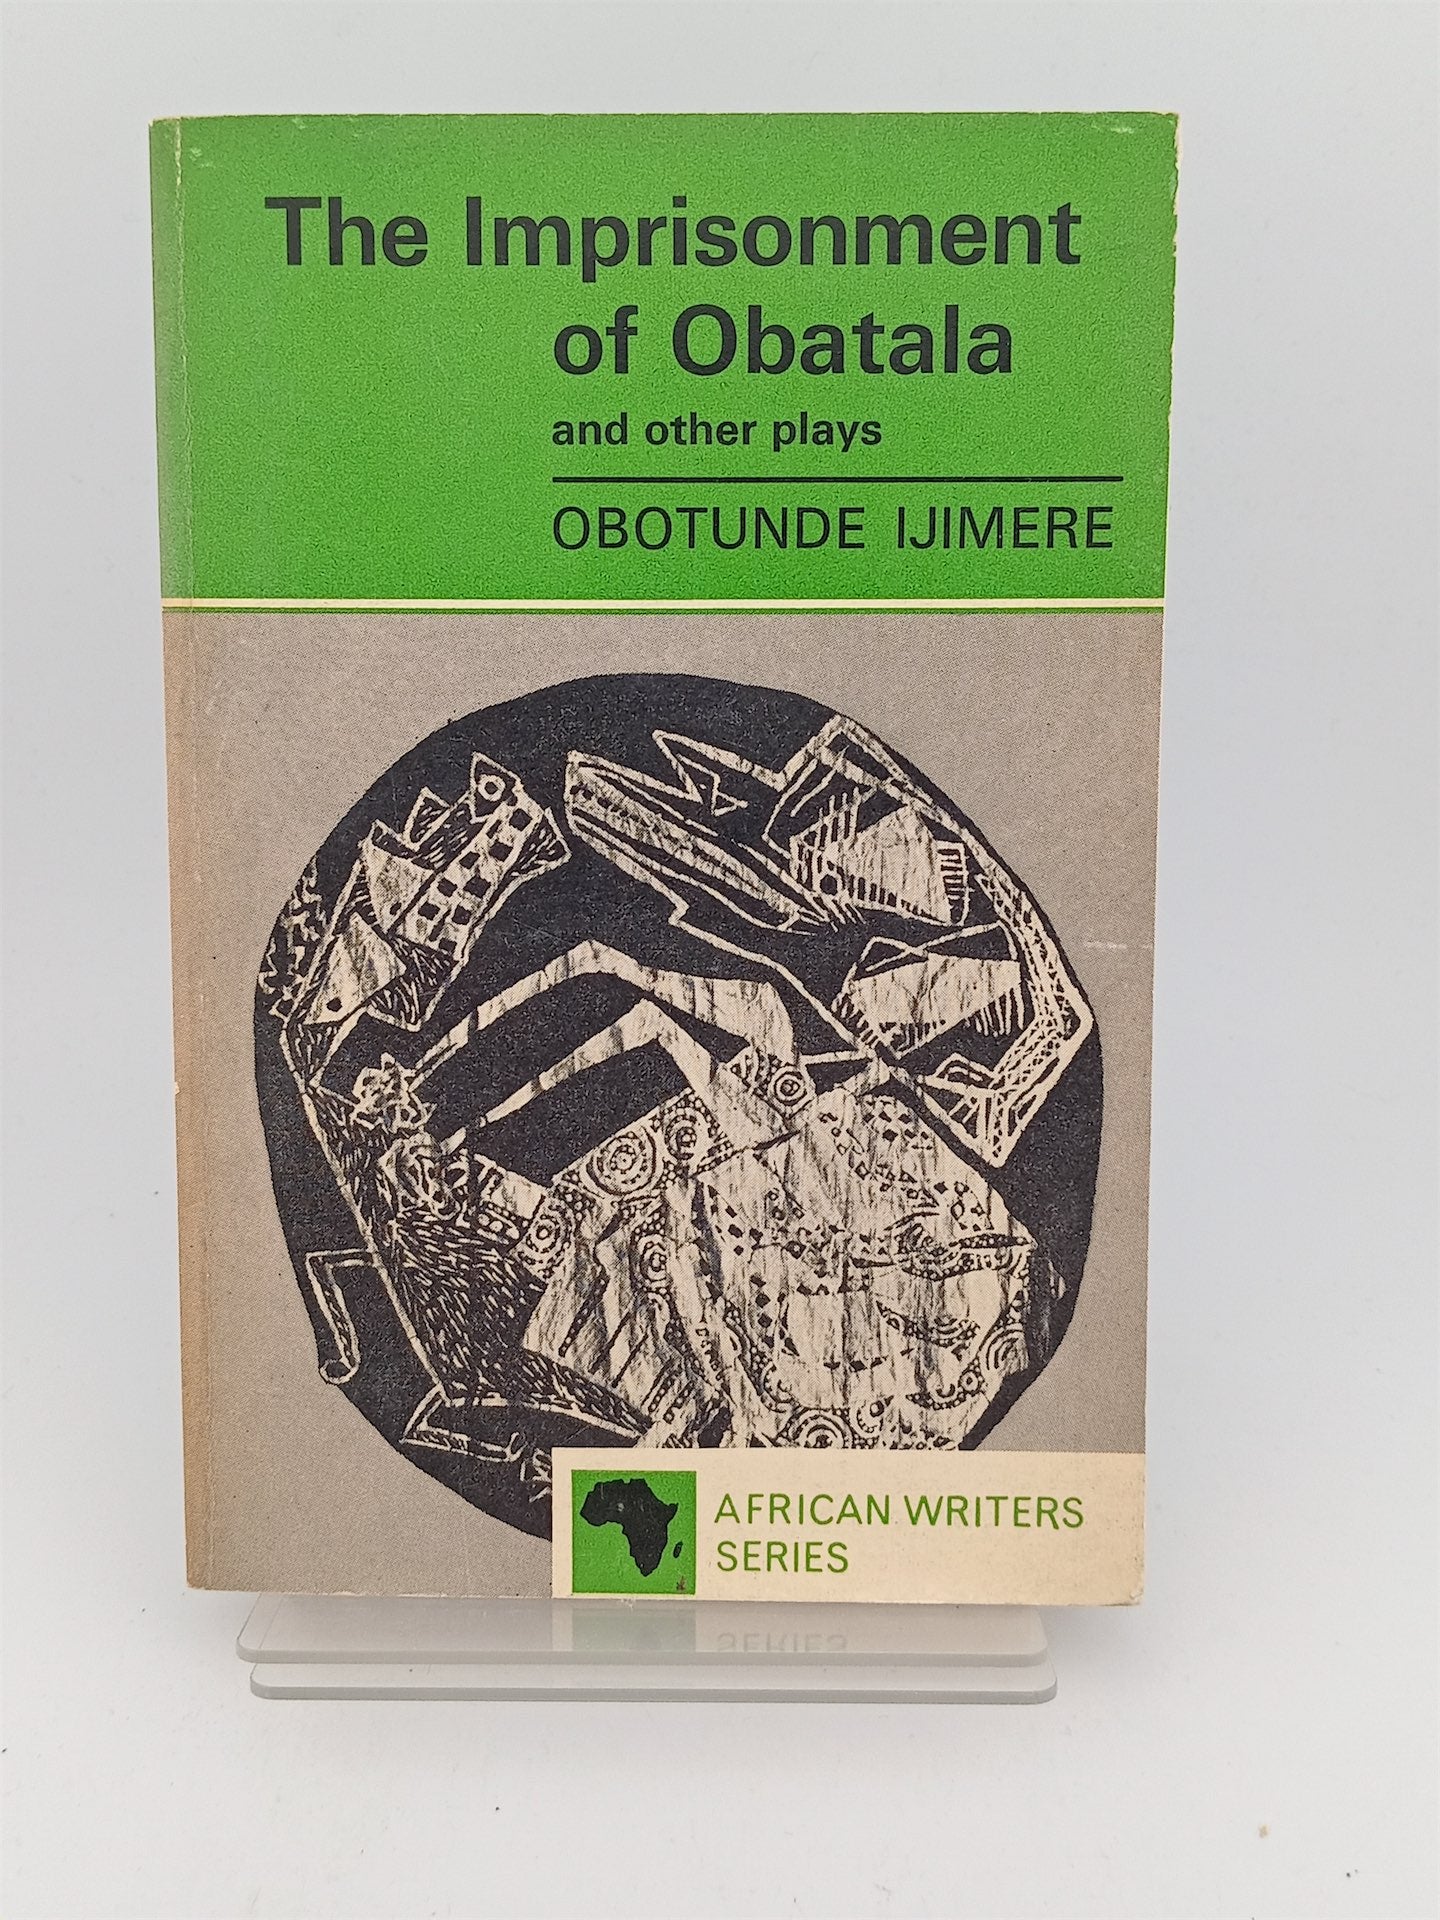 The Imprisonment
of Obatala
and other plays
OBOTUNDE IJIMERE
AFRICAN WRITERS
SERIES